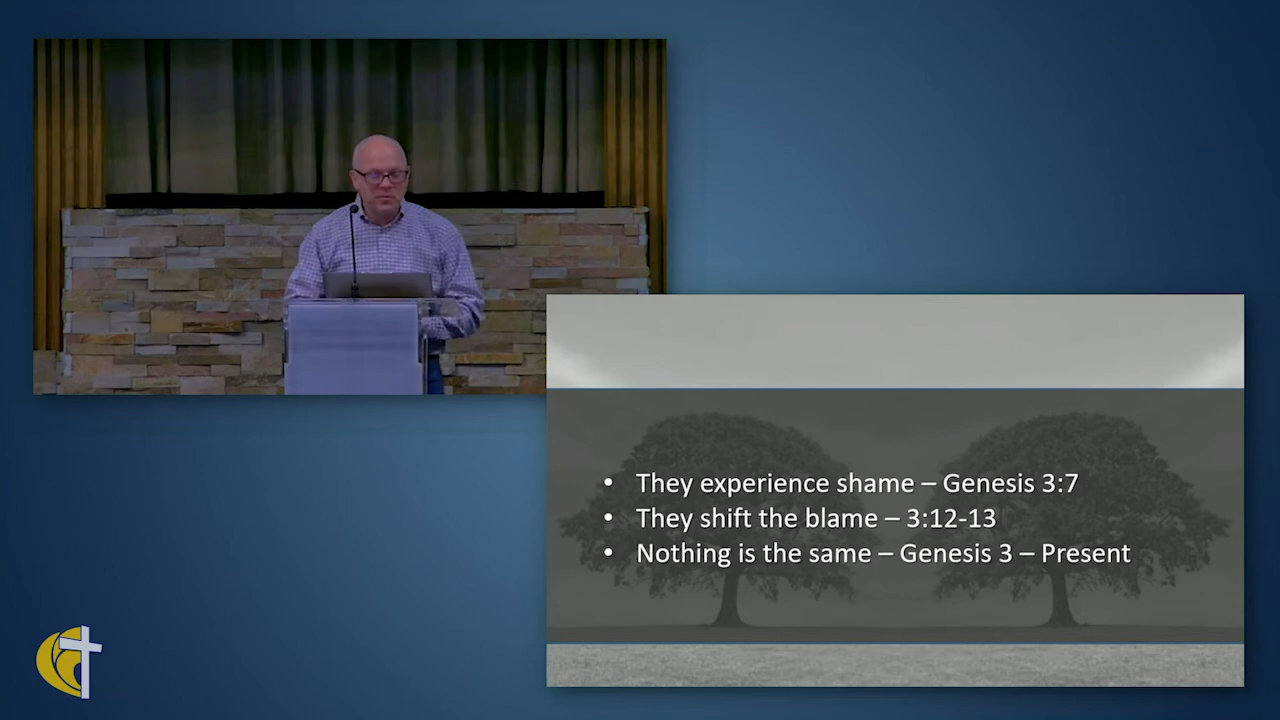 • They experience shame – Genesis 3:7
• They shift the blame – 3:12-13
• Nothing is the same – Genesis 3 – Present